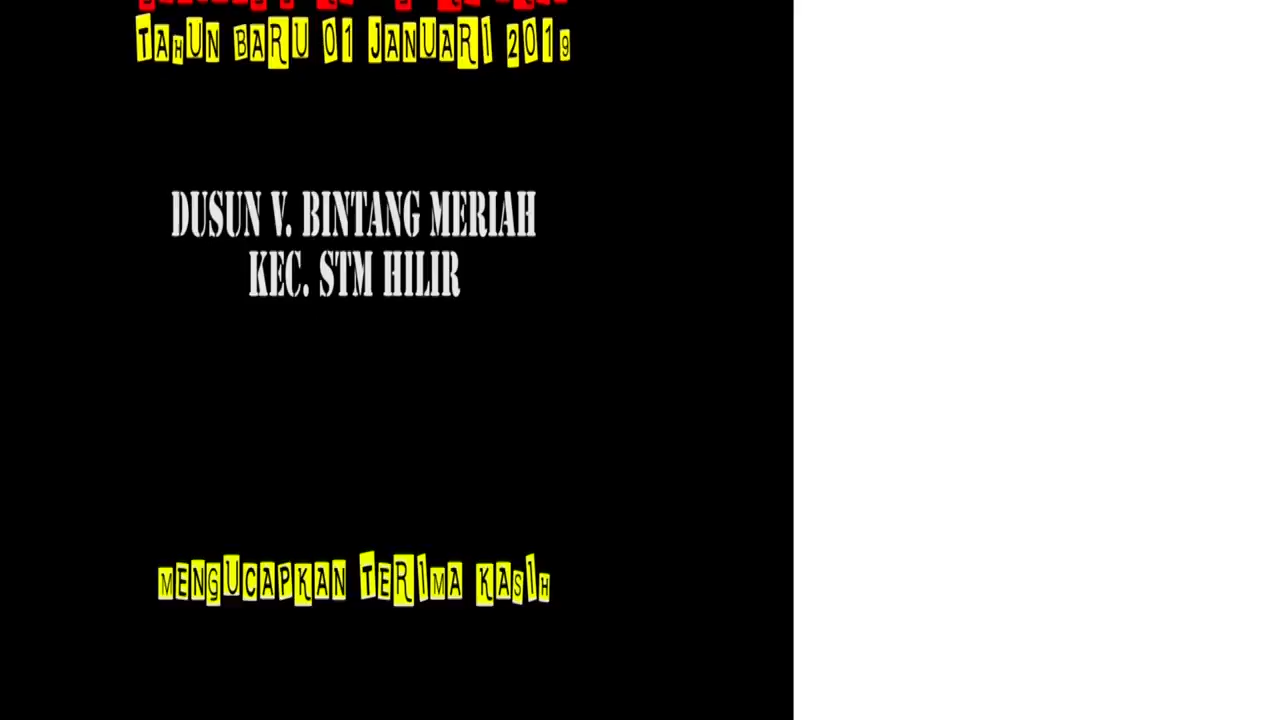 TAHUN BARU 01 JANUARI 2019
DUSUN V. BINTANG MERIAH
KEC. STM HILIR
MENGUCAPKAN TERIMA KASIH